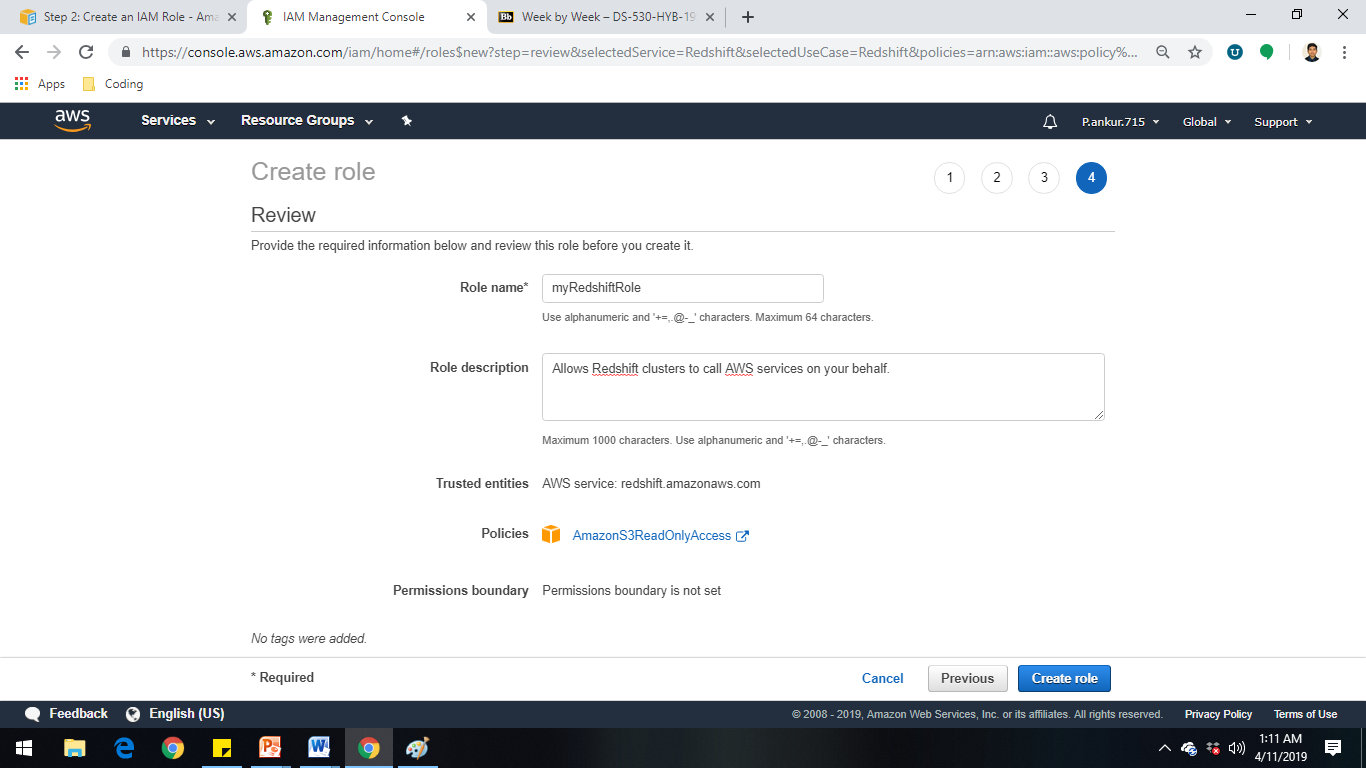 Step 2: Create an IAM Role - Ama
IAM Management Console
Bb Week by Week – DS-530-HYB-19
https://console.aws.amazon.com/iam/home#/roles$new?step=review&selectedService=Redshift&selectedUseCase=Redshift&policies=arn:aws:iam::aws:policy%...
Apps Coding
aws Services Resource Groups P.ankur.715 Global Support
Create role 1 2 3 4
Review
Provide the required information below and review this role before you create it.
Role name* myRedshiftRole
Use alphanumeric and '+=,.@-_' characters. Maximum 64 characters.
Role description Allows Redshift clusters to call AWS services on your behalf.
Maximum 1000 characters. Use alphanumeric and '+=,.@-_' characters.
Trusted entities AWS service: redshift.amazonaws.com
Policies AmazonS3ReadOnlyAccess
Permissions boundary Permissions boundary is not set
No tags were added.
* Required Cancel Previous Create role
Feedback English (US) © 2008 - 2019, Amazon Web Services, Inc. or its affiliates. All rights reserved. Privacy Policy Terms of Use
1:11 AM
4/11/2019